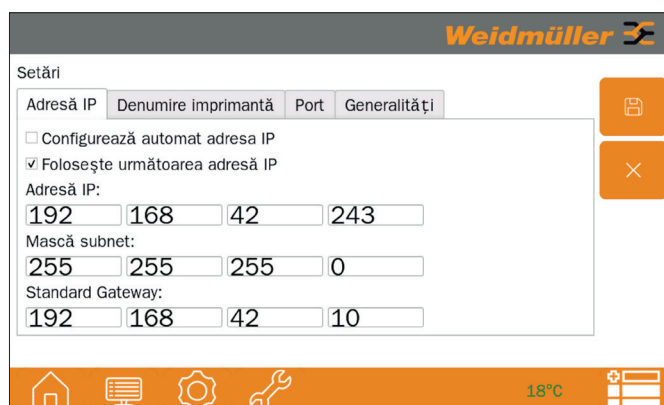 Weidmüller
Setări
Adresă IP Denumire imprimantă Port Generalități
Configurează automat adresa IP
Folosește următoarea adresă IP
Adresă IP:
192 168 42 243
Mască subnet:
255 255 255 0
Standard Gateway:
192 168 42 10
18°C